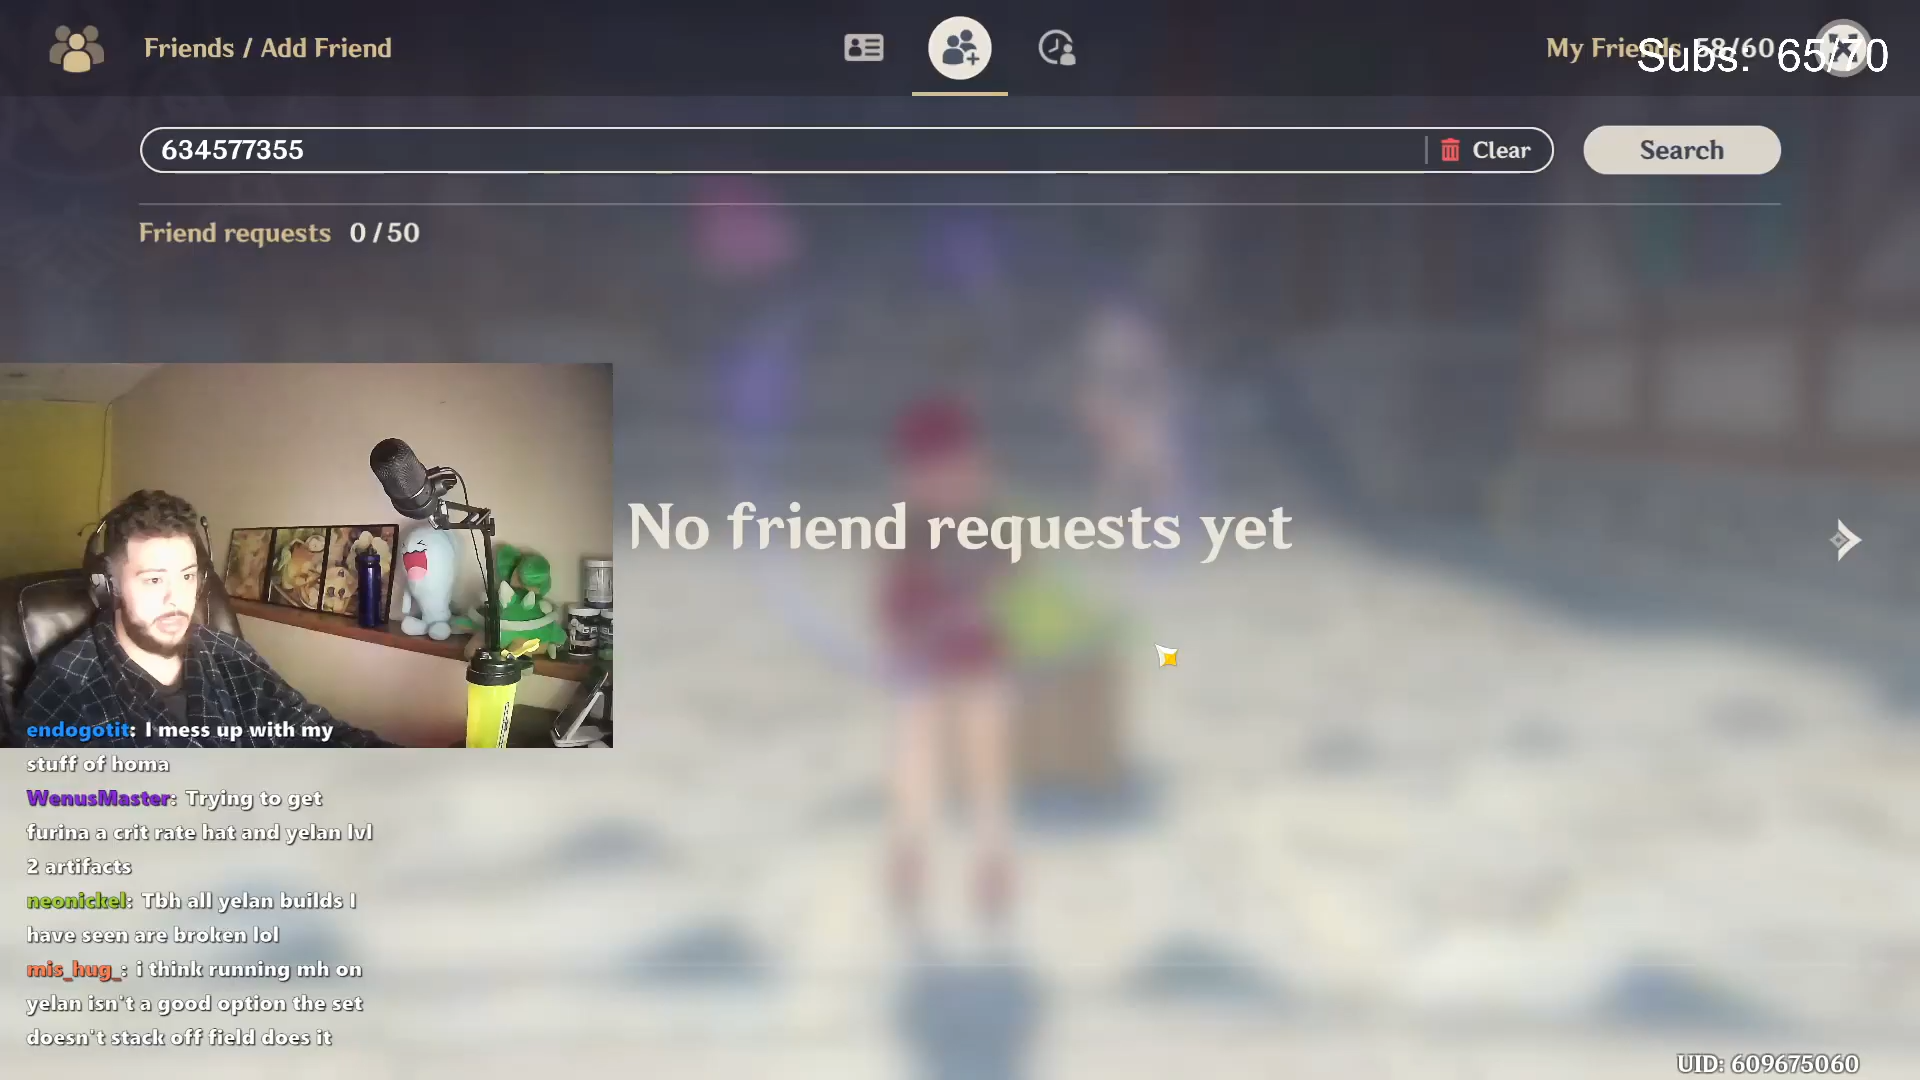 Friends / Add Friend
My Friends 58/60
Subs: 65/70
634577355
Clear
Search
Friend requests 0 / 50
No friend requests yet
endogotit: I mess up with my
stuff of homa
WenusMaster: Trying to get
furina a crit rate hat and yelan lvl
2 artifacts
neonickel: Tbh all yelan builds I
have seen are broken lol
mis_hug_: i think running mh on
yelan isn't a good option the set
doesn't stack off field does it
UID: 609675060